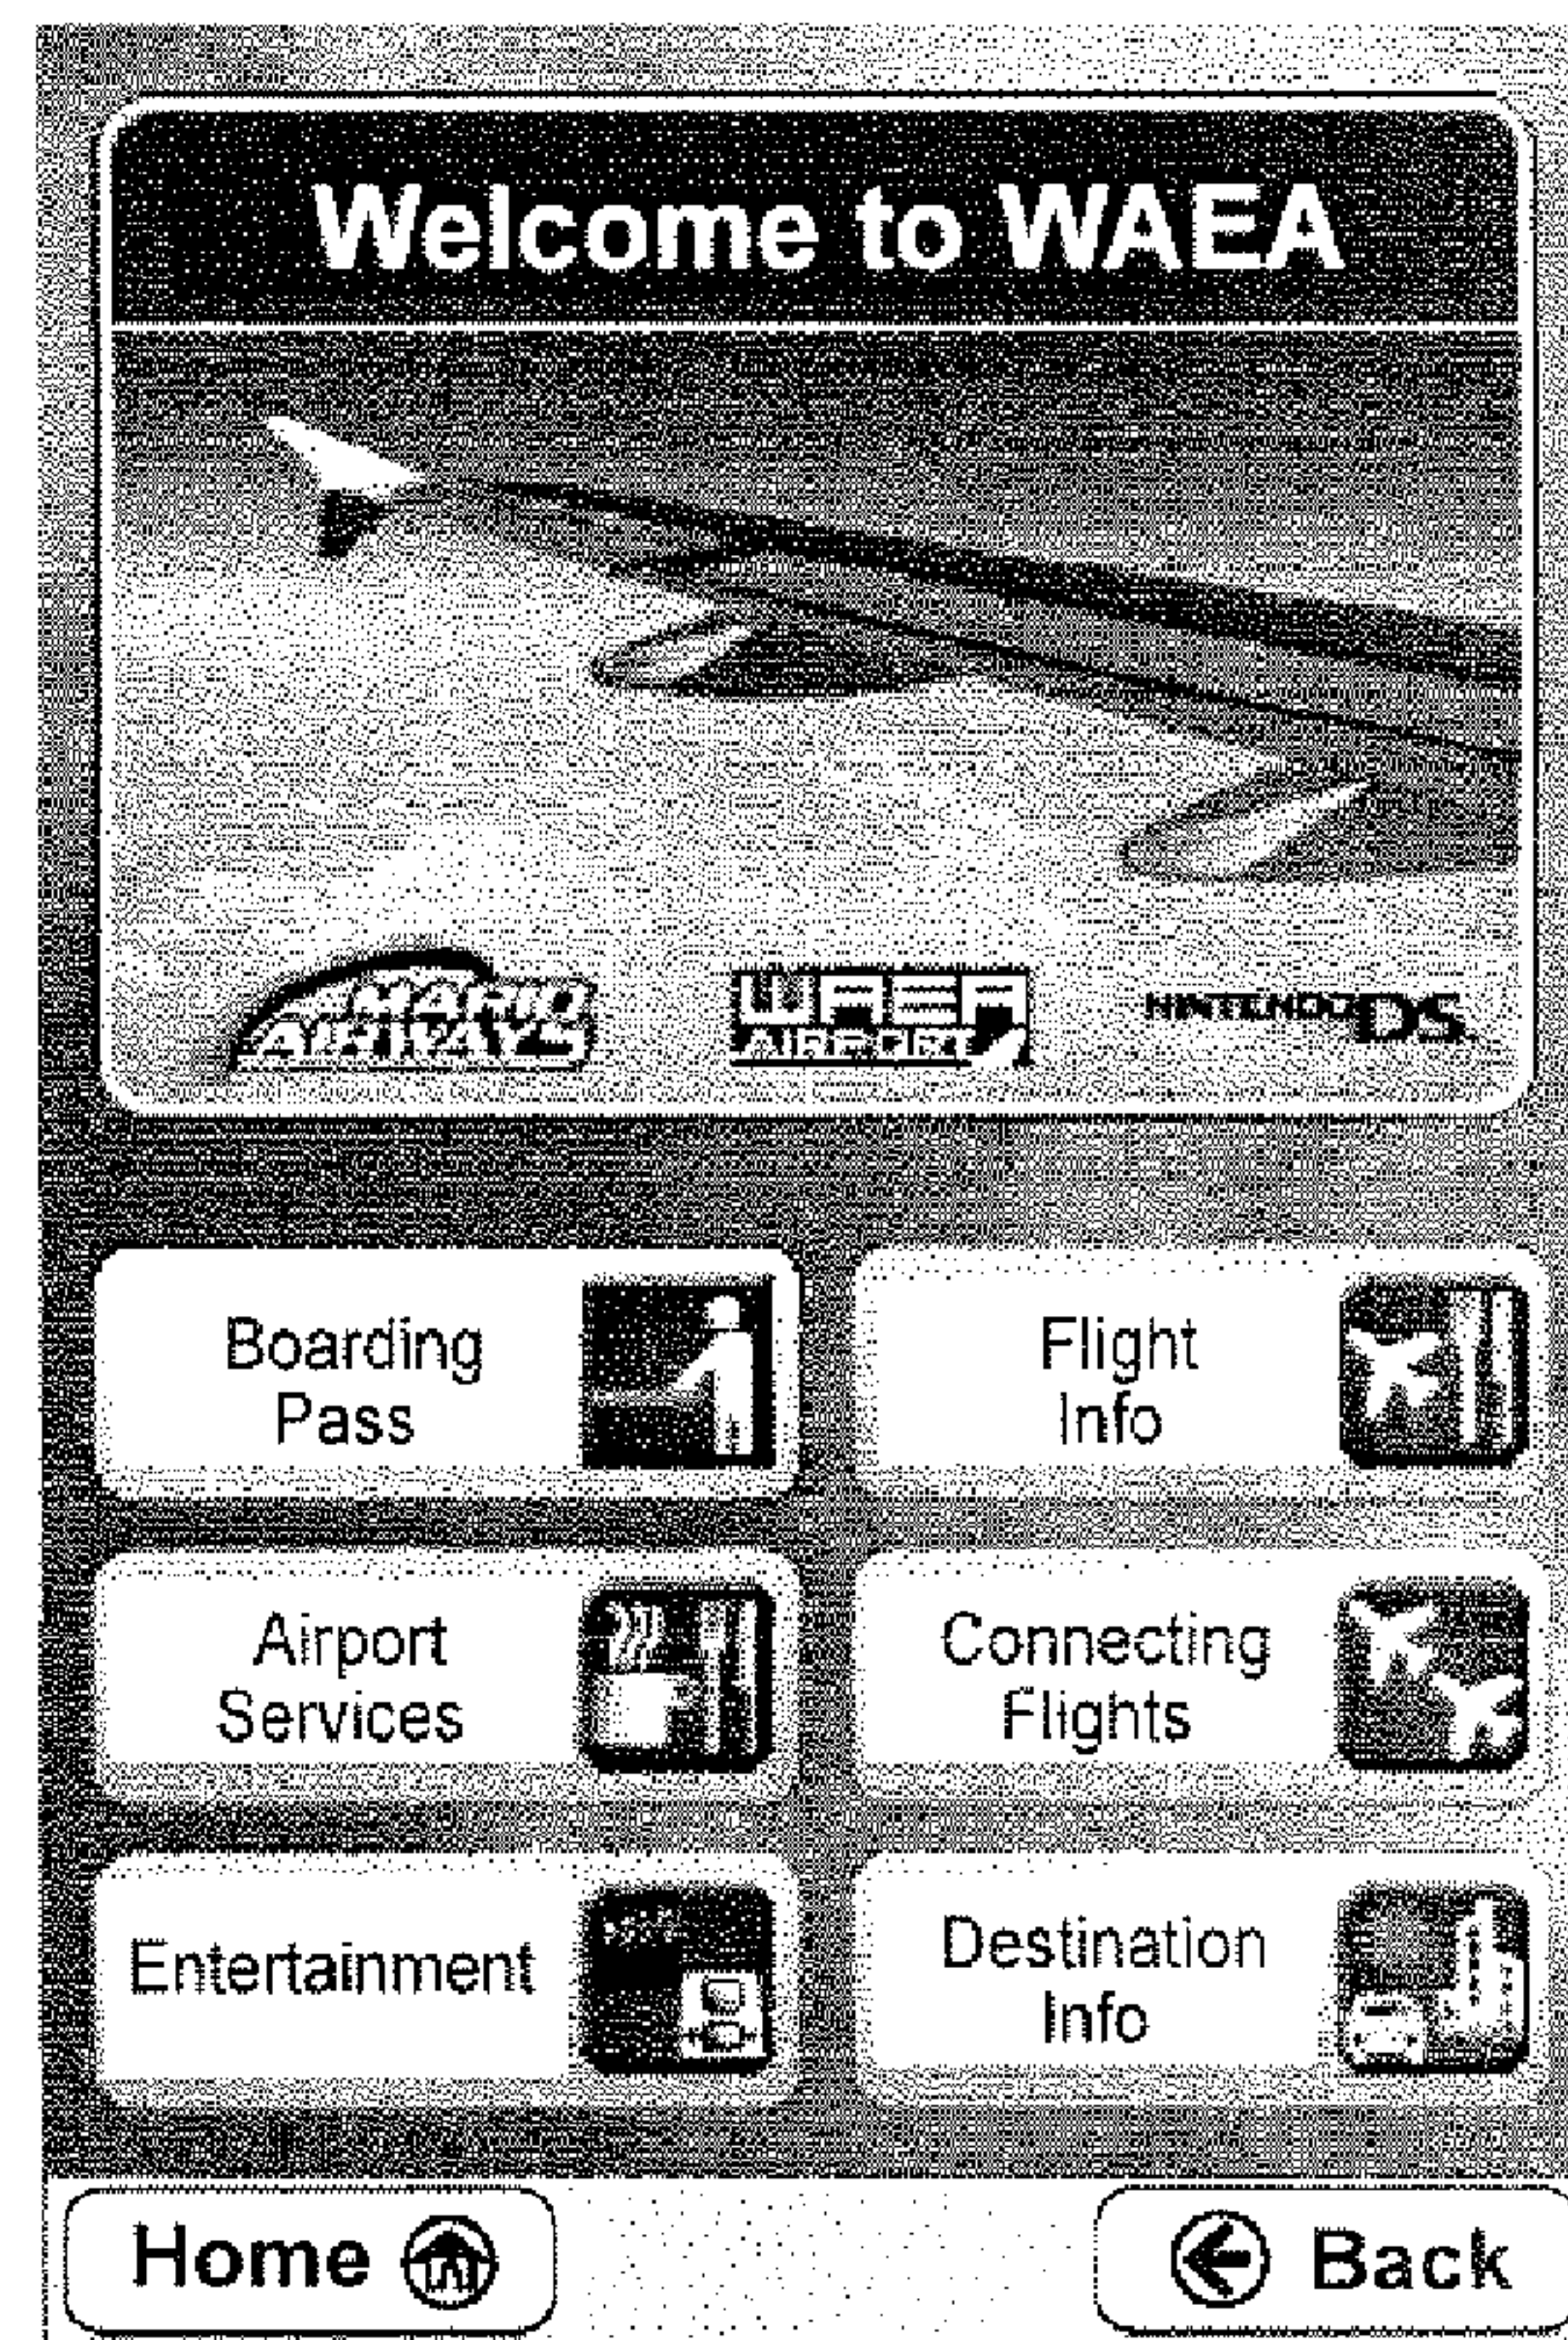 Welcome to WAEA
MARIO
AIRWAYS
WAEA
AIRPORT
NINTENDO DS
Boarding
Pass
Flight
Info
Airport
Services
Connecting
Flights
Entertainment
Destination
Info
Home
Back